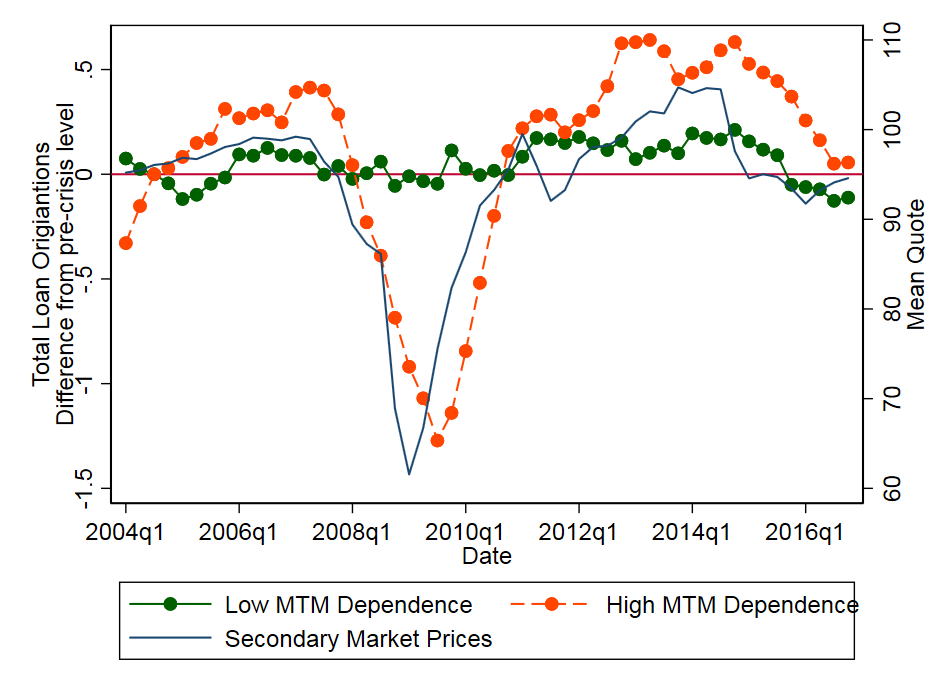 Total Loan Origiantions
Difference from pre-crisis level
.5
0
-.5
-1
-1.5
110
100
90
80
70
60
Mean Quote
2004q1 2006q1 2008q1 2010q1 2012q1 2014q1 2016q1
Date
Low MTM Dependence High MTM Dependence
Secondary Market Prices